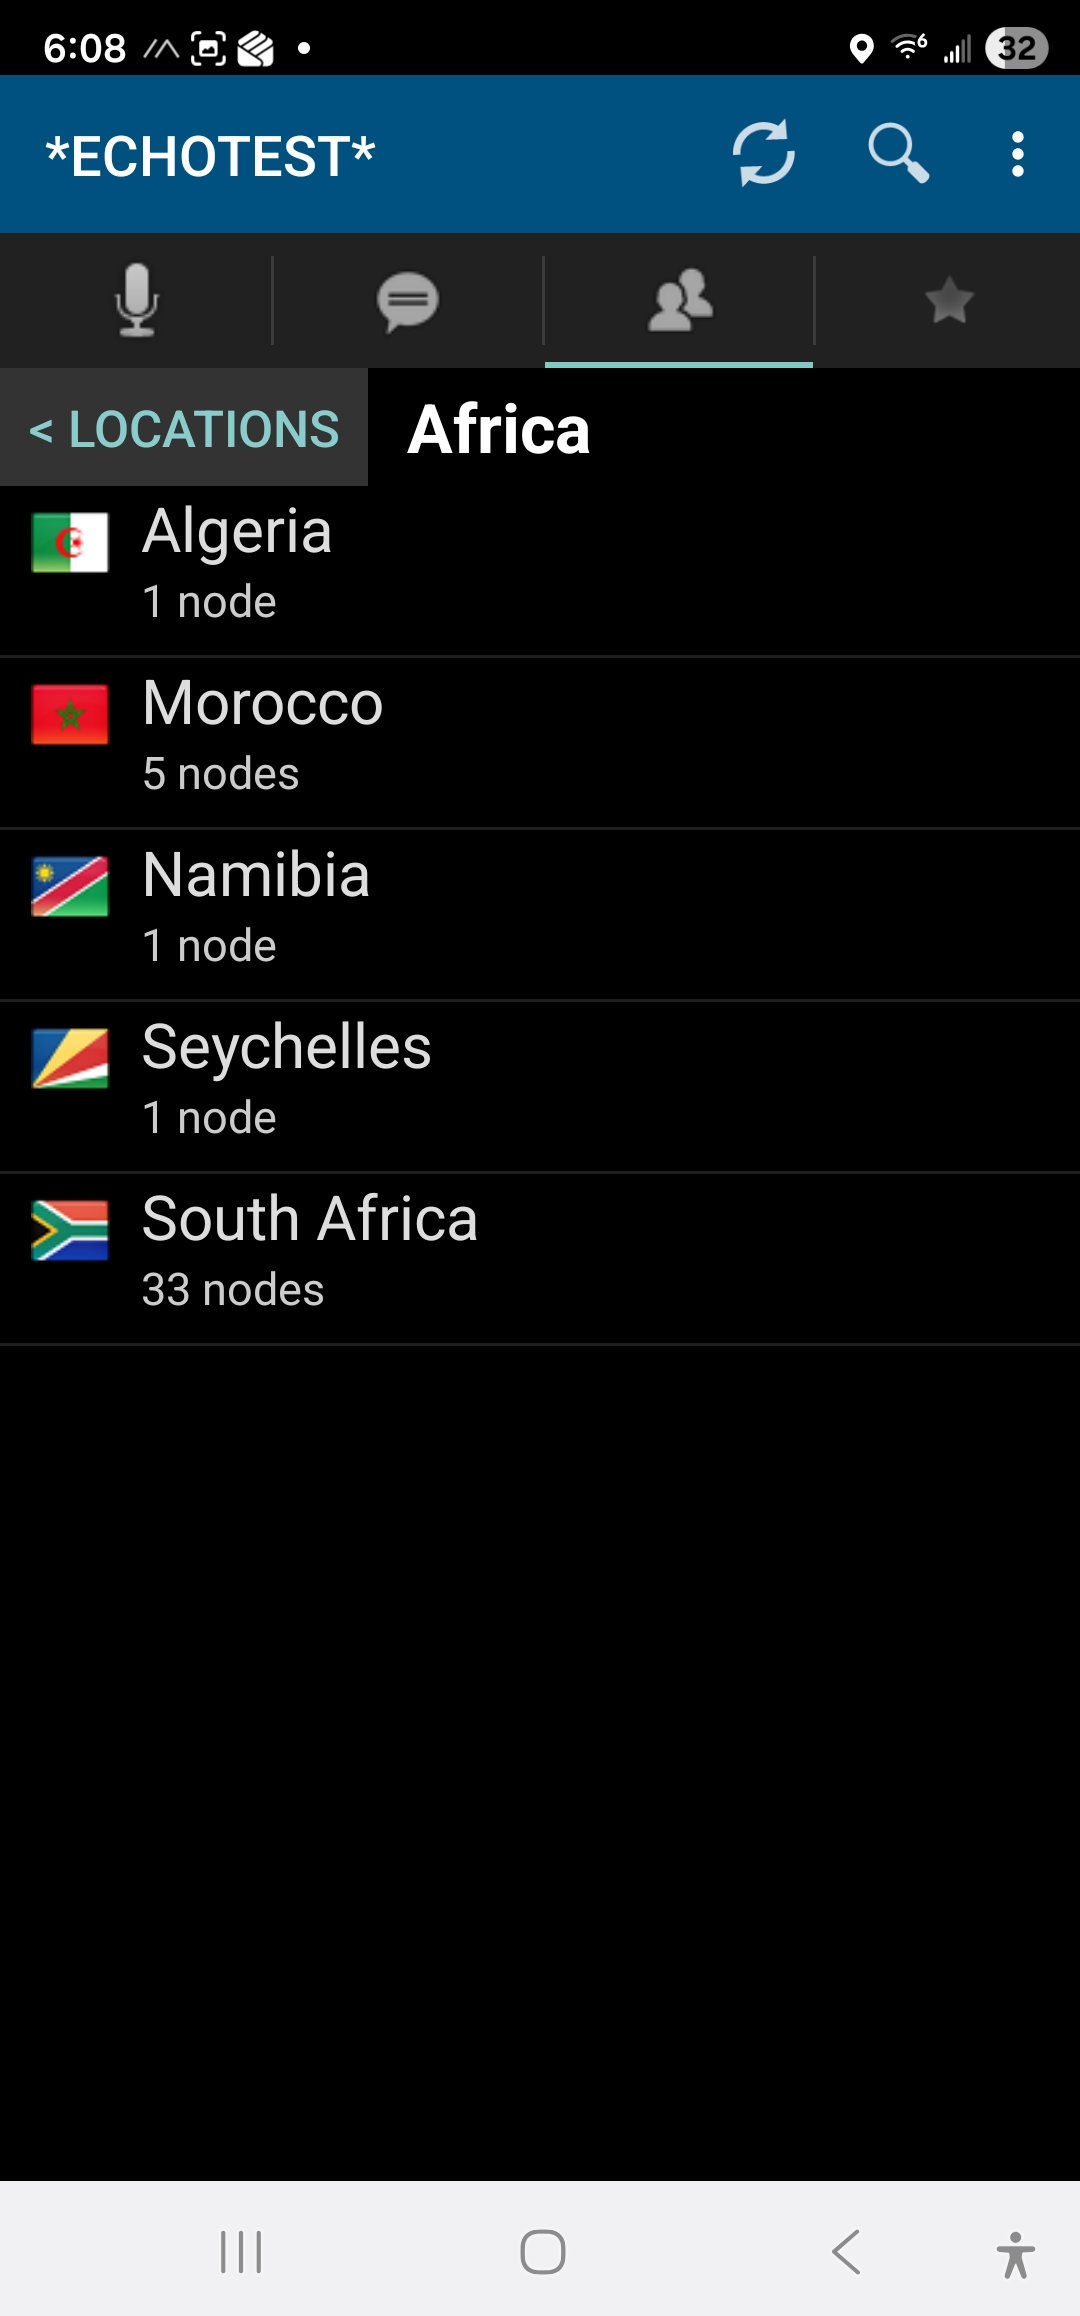 6:08
6
32
*ECHOTEST*
< LOCATIONS
Africa
Algeria
1 node
Morocco
5 nodes
Namibia
1 node
Seychelles
1 node
South Africa
33 nodes